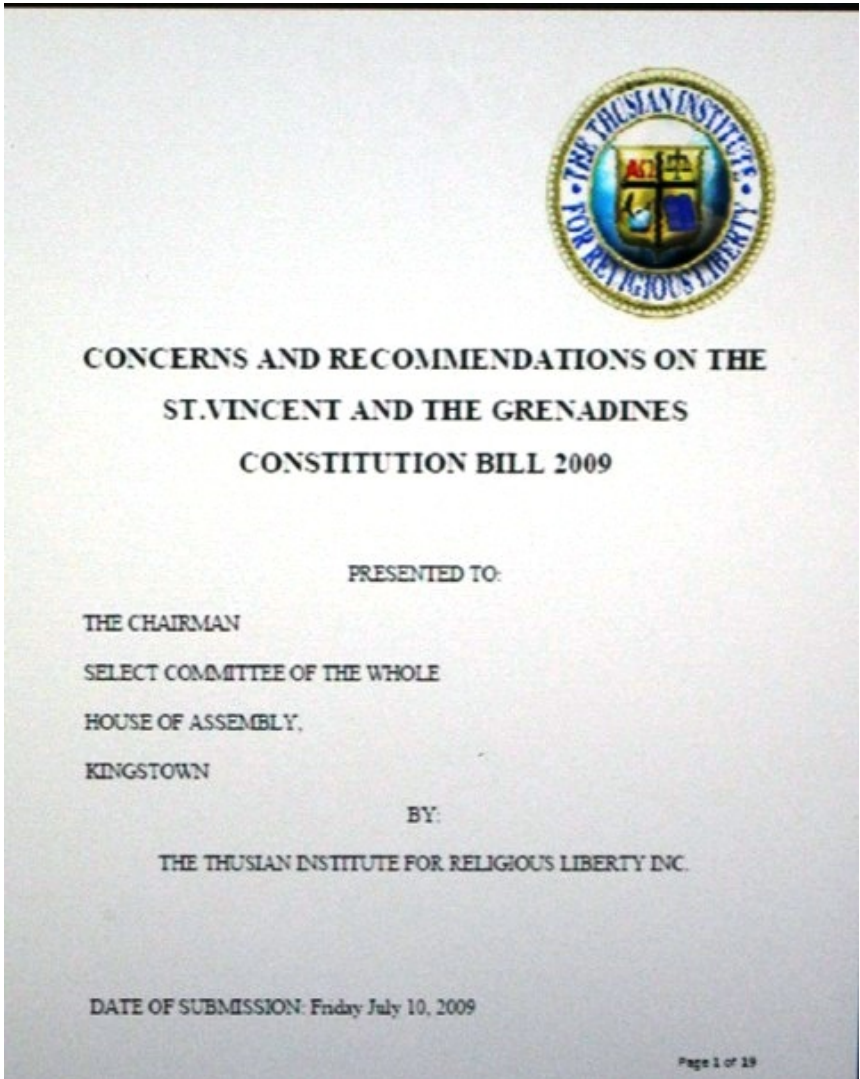 THE THUSIAN INSTITUTE
FOR RELIGIOUS LIBERTY
ΑΩ
CONCERNS AND RECOMMENDATIONS ON THE
ST.VINCENT AND THE GRENADINES
CONSTITUTION BILL 2009
PRESENTED TO:
THE CHAIRMAN
SELECT COMMITTEE OF THE WHOLE
HOUSE OF ASSEMBLY,
KINGSTOWN
BY:
THE THUSIAN INSTITUTE FOR RELIGIOUS LIBERTY INC.
DATE OF SUBMISSION: Friday July 10, 2009
Page 1 of 19